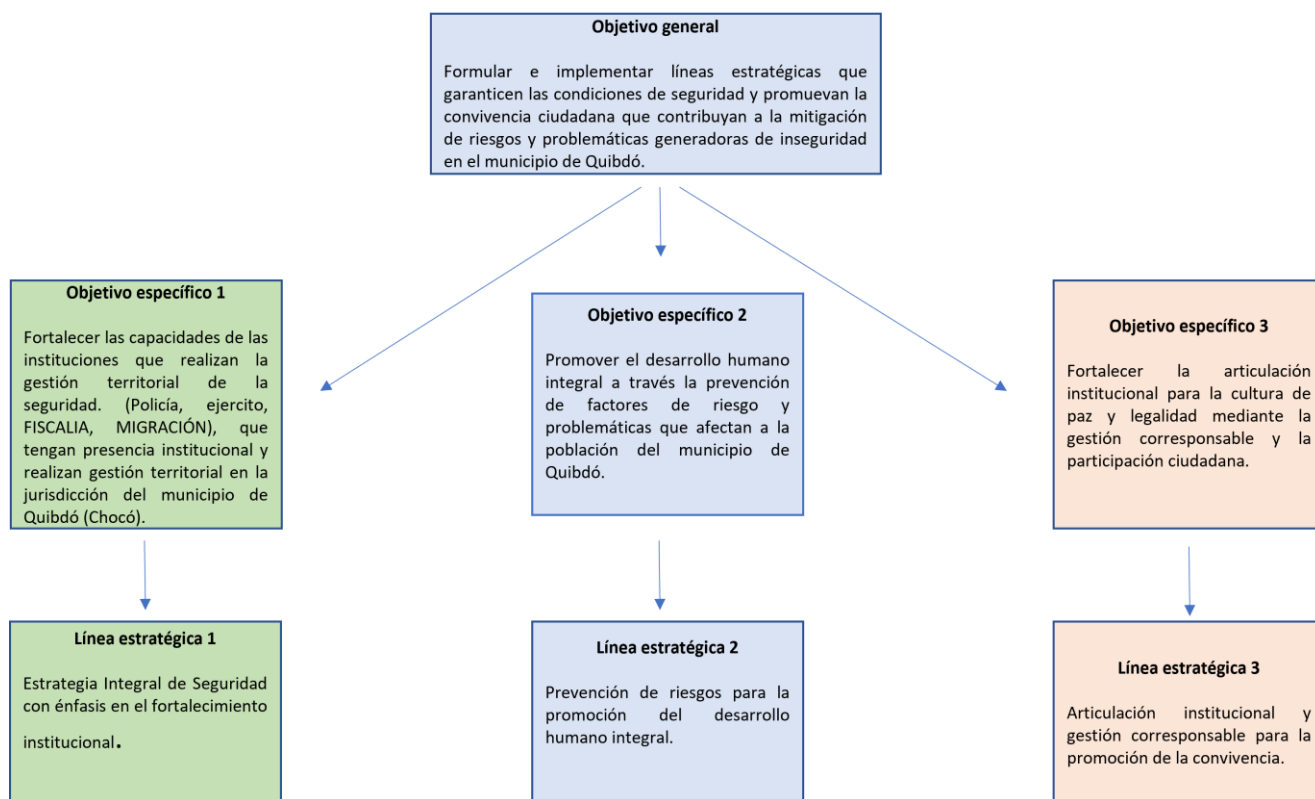 Objetivo general
Formular e implementar líneas estratégicas que
garanticen las condiciones de seguridad y promuevan la
convivencia ciudadana que contribuyan a la mitigación
de riesgos y problemáticas generadoras de inseguridad
en el municipio de Quibdó.
Objetivo específico 1
Fortalecer las capacidades de las
instituciones que realizan la
gestión territorial de la
seguridad. (Policía, ejercito,
FISCALIA, MIGRACIÓN), que
tengan presencia institucional y
realizan gestión territorial en la
jurisdicción del municipio de
Quibdó (Chocó).
Objetivo específico 2
Promover el desarrollo humano
integral a través la prevención
de factores de riesgo y
problemáticas que afectan a la
población del municipio de
Quibdó.
Objetivo específico 3
Fortalecer la articulación
institucional para la cultura de
paz y legalidad mediante la
gestión corresponsable y la
participación ciudadana.
Línea estratégica 1
Estrategia Integral de Seguridad
con énfasis en el fortalecimiento
institucional.
Línea estratégica 2
Prevención de riesgos para la
promoción del desarrollo
humano integral.
Línea estratégica 3
Articulación institucional y
gestión corresponsable para la
promoción de la convivencia.